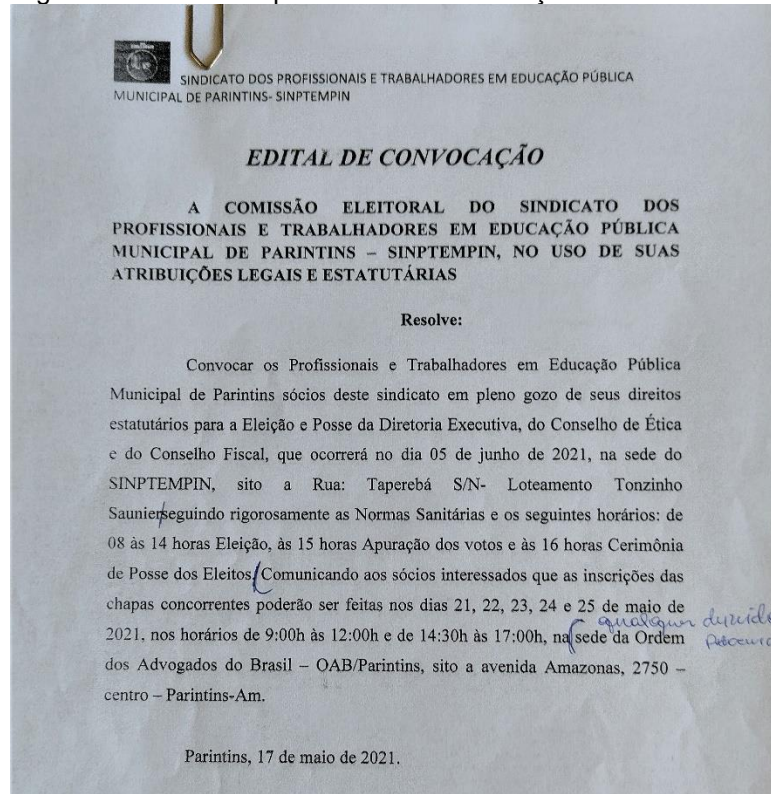 SINDICATO DOS PROFISSIONAIS E TRABALHADORES EM EDUCAÇÃO PÚBLICA
MUNICIPAL DE PARINTINS- SINPTEMPIN
EDITAL DE CONVOCAÇÃO
A COMISSÃO ELEITORAL DO SINDICATO DOS
PROFISSIONAIS E TRABALHADORES EM EDUCAÇÃO PÚBLICA
MUNICIPAL DE PARINTINS – SINPTEMPIN, NO USO DE SUAS
ATRIBUIÇÕES LEGAIS E ESTATUTÁRIAS
Resolve:
Convocar os Profissionais e Trabalhadores em Educação Pública
Municipal de Parintins sócios deste sindicato em pleno gozo de seus direitos
estatutários para a Eleição e Posse da Diretoria Executiva, do Conselho de Ética
e do Conselho Fiscal, que ocorrerá no dia 05 de junho de 2021, na sede do
SINPTEMPIN, sito a Rua: Taperebá S/N- Loteamento Tonzinho
Saunier seguindo rigorosamente as Normas Sanitárias e os seguintes horários: de
08 às 14 horas Eleição, às 15 horas Apuração dos votos e às 16 horas Cerimônia
de Posse dos Eleitos. Comunicando aos sócios interessados que as inscrições das
chapas concorrentes poderão ser feitas nos dias 21, 22, 23, 24 e 25 de maio de
qualquer
2021, nos horários de 9:00h às 12:00h e de 14:30h às 17:00h, na sede da Ordem
dos Advogados do Brasil – OAB/Parintins, sito a avenida Amazonas, 2750 –
centro – Parintins-Am.
Parintins, 17 de maio de 2021.